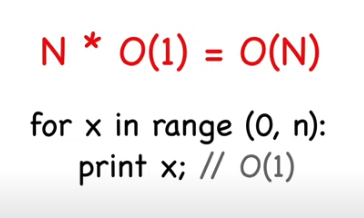 N * O(1) = O(N)
for x in range (0, n):
print x; // O(1)